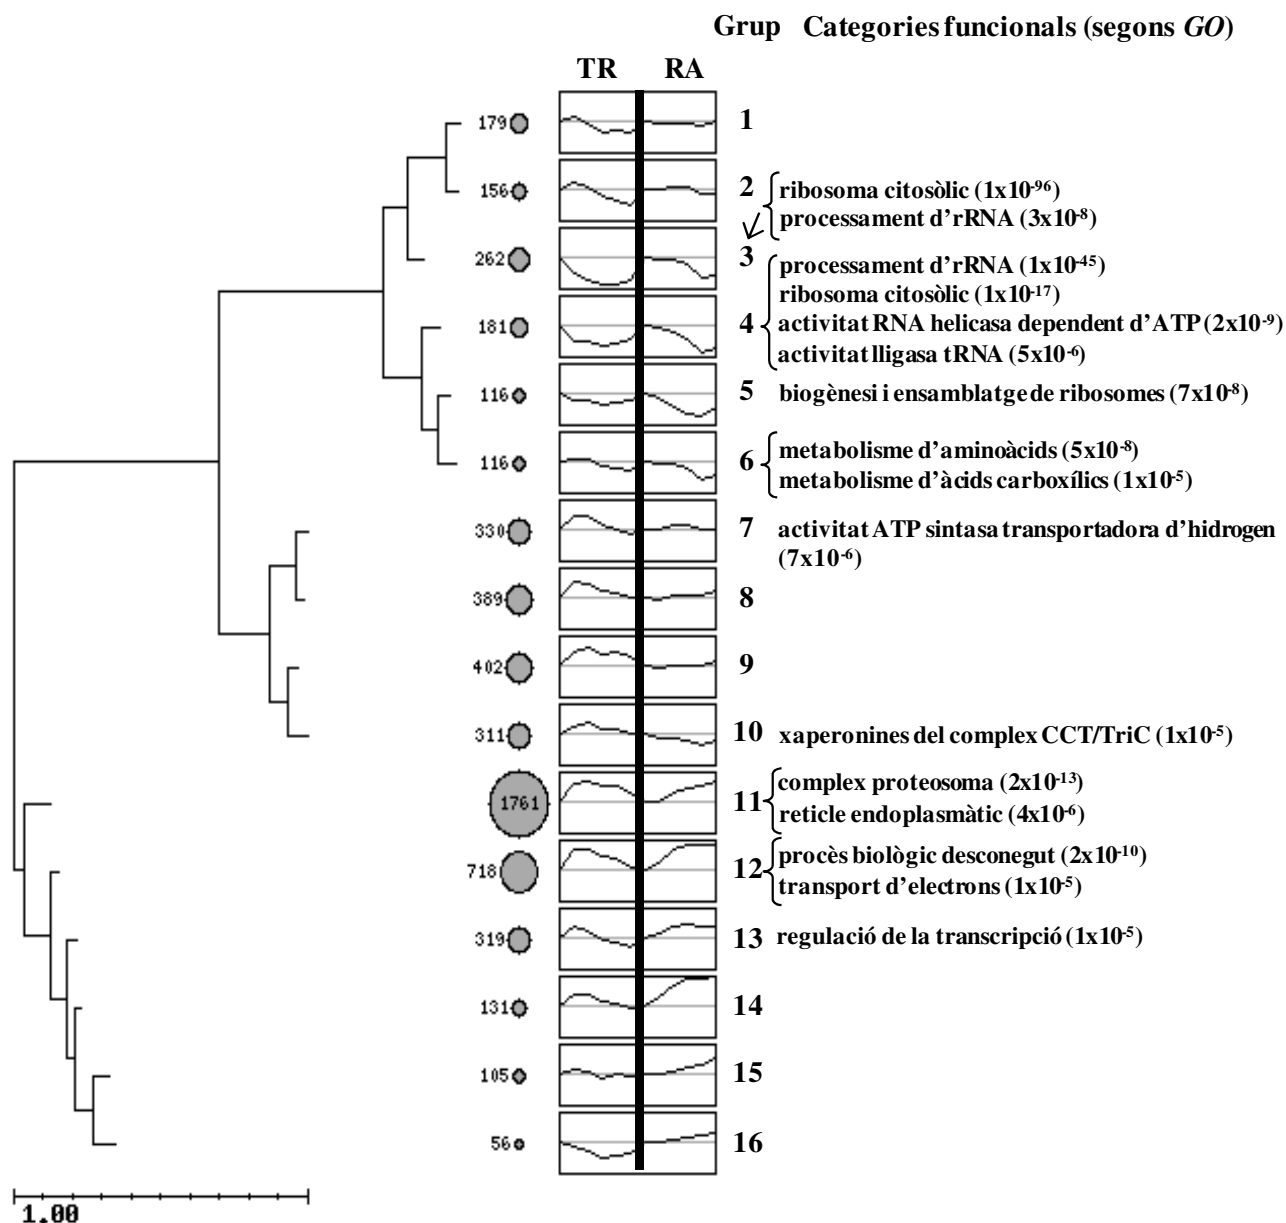 Grup Categories funcionals (segons GO)
TR RA
179 1
156 2 ribosoma citosòlic (1x10-96)
processament d'rRNA (3x10-8)
262 3 processament d'rRNA (1x10-45)
ribosoma citosòlic (1x10-17)
181 4 activitat RNA helicasa dependent d'ATP (2x10-9)
activitat lligasa tRNA (5x10-6)
116 5 biogènesi i ensamblatge de ribosomes (7x10-8)
116 6 metabolisme d'aminoàcids (5x10-8)
metabolisme d'àcids carboxílics (1x10-5)
330 7 activitat ATP sintasa transportadora d'hidrogen
(7x10-6)
389 8
402 9
311 10 xaperonines del complex CCT/TriC (1x10-5)
1761 11 complex proteosoma (2x10-13)
reticle endoplasmàtic (4x10-6)
718 12 procès biològic desconegut (2x10-10)
transport d'electrons (1x10-5)
319 13 regulació de la transcripció (1x10-5)
131 14
105 15
56 16
1.00